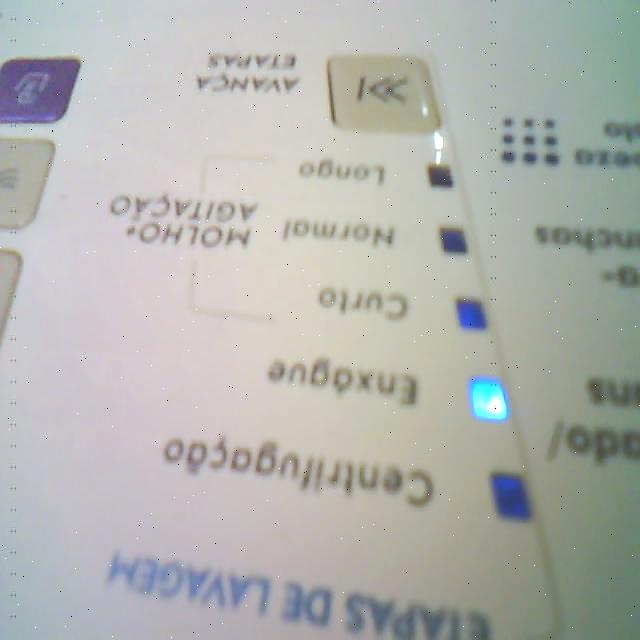 ETAPAS DE LAVAGEM
Centrifugação
Enxágue
Curto
Normal
MOLHO+
AGITAÇÃO
Longo
AVANÇA
ETAPAS